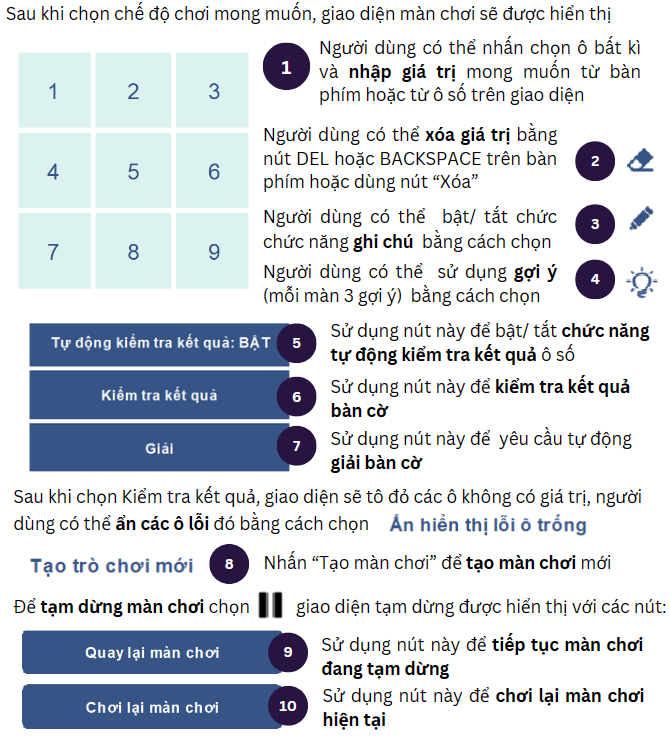 Sau khi chọn chế độ chơi mong muốn, giao diện màn chơi sẽ được hiển thị
1 2 3
4 5 6
7 8 9
1
Người dùng có thể nhấn chọn ô bất kì
và nhập giá trị mong muốn từ bàn
phím hoặc từ ô số trên giao diện
Người dùng có thể xóa giá trị bằng
nút DEL hoặc BACKSPACE trên bàn
phím hoặc dùng nút “Xóa”
2
Người dùng có thể bật/ tắt chức
chức năng ghi chú bằng cách chọn
3
Người dùng có thể sử dụng gợi ý
(mỗi màn 3 gợi ý) bằng cách chọn
4
Tự động kiểm tra kết quả: BẬT
5
Sử dụng nút này để bật/ tắt chức năng
tự động kiểm tra kết quả ô số
Kiểm tra kết quả
6
Sử dụng nút này để kiểm tra kết quả
bàn cờ
Giải
7
Sử dụng nút này để yêu cầu tự động
giải bàn cờ
Sau khi chọn Kiểm tra kết quả, giao diện sẽ tô đỏ các ô không có giá trị, người
dùng có thể ẩn các ô lỗi đó bằng cách chọn Ẩn hiển thị lỗi ô trống
Tạo trò chơi mới
8
Nhấn “Tạo màn chơi” để tạo màn chơi mới
Để tạm dừng màn chơi chọn giao diện tạm dừng được hiển thị với các nút:
Quay lại màn chơi
9
Sử dụng nút này để tiếp tục màn chơi
đang tạm dừng
Chơi lại màn chơi
10
Sử dụng nút này để chơi lại màn chơi
hiện tại